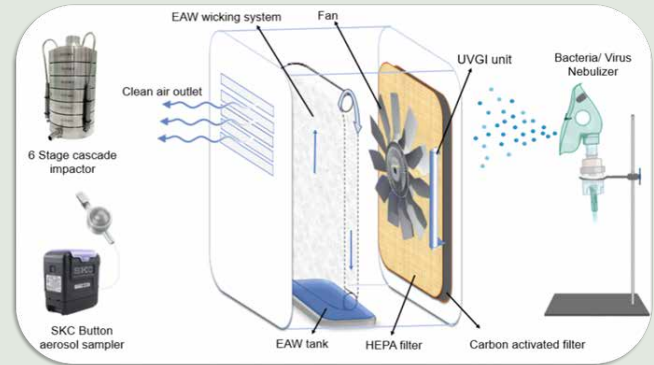 EAW wicking system
Fan
UVGI unit
Bacteria/ Virus
Nebulizer
Clean air outlet
6 Stage cascade
impactor
SKC
SKC Button
aerosol sampler
EAW tank
HEPA filter
Carbon activated filter